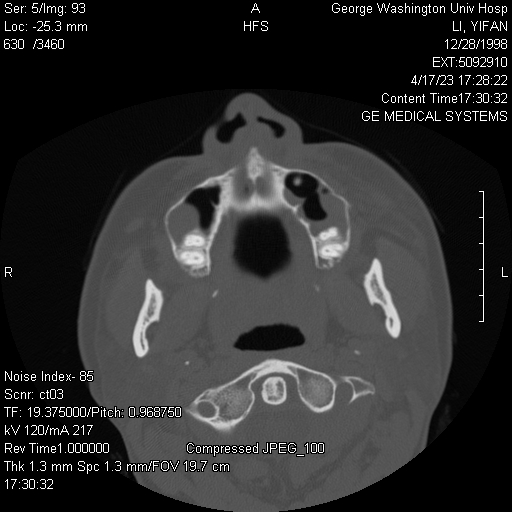 Ser: 5/Img: 93
Loc: -25.3 mm
630 /3460
A
HFS
George Washington Univ Hosp
LI, YIFAN
12/28/1998
EXT:5092910
4/17/23 17:28:22
Content Time17:30:32
GE MEDICAL SYSTEMS
R
L
Noise Index- 85
Scnr: ct03
TF: 19.375000/Pitch: 0.968750
kV 120/mA 217
Rev Time1.000000
Compressed JPEG_100
Thk 1.3 mm Spc 1.3 mm/FOV 19.7 cm
17:30:32